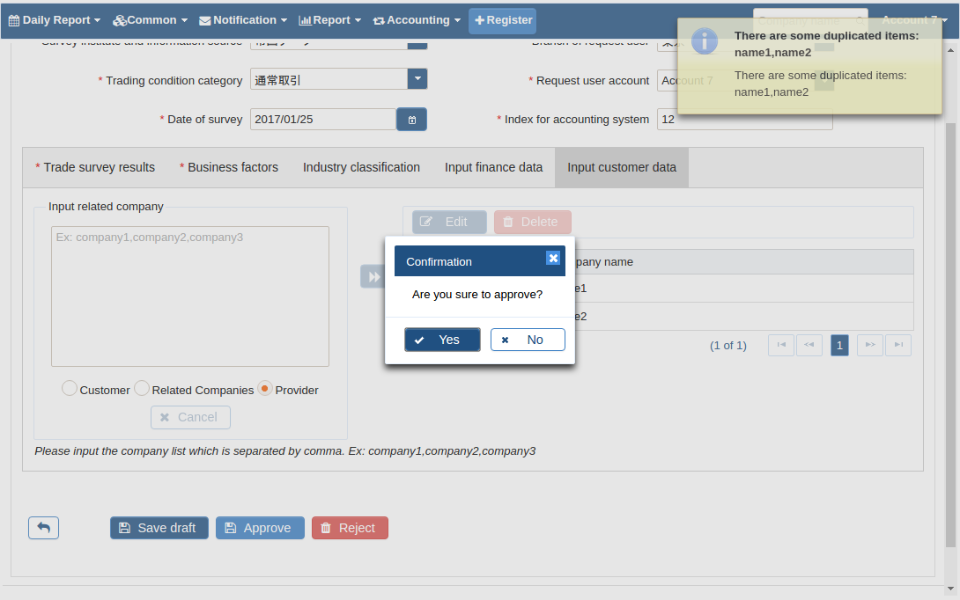 Daily Report Common Notification Report Accounting Register Account 7
There are some duplicated items:
name1,name2
There are some duplicated items:
name1,name2
Survey institute and information source
Branch of request user
* Trading condition category 通常取引 * Request user account Account 7
* Date of survey 2017/01/25 * Index for accounting system 12
* Trade survey results * Business factors Industry classification Input finance data Input customer data
Input related company
Edit Delete
Ex: company1,company2,company3
Confirmation
Are you sure to approve?
Yes No
pany name
e1
e2
(1 of 1) 1
Customer Related Companies Provider
Cancel
Please input the company list which is separated by comma. Ex: company1,company2,company3
Save draft Approve Reject